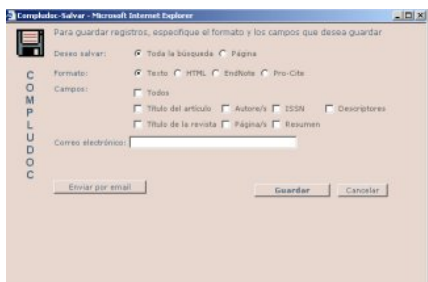 Compludoc-Salvar - Microsoft Internet Explorer
Para guardar registros, especifique el formato y los campos que desea guardar
Deseo salvar: Toda la búsqueda Página
Formato: Texto HTML EndNote Pro-Cite
Campos: Todos
Título del artículo Autore/s ISSN Descriptores
Título de la revista Página/s Resumen
Correo electrónico:
Enviar por email Guardar Cancelar
COMPLUDOC